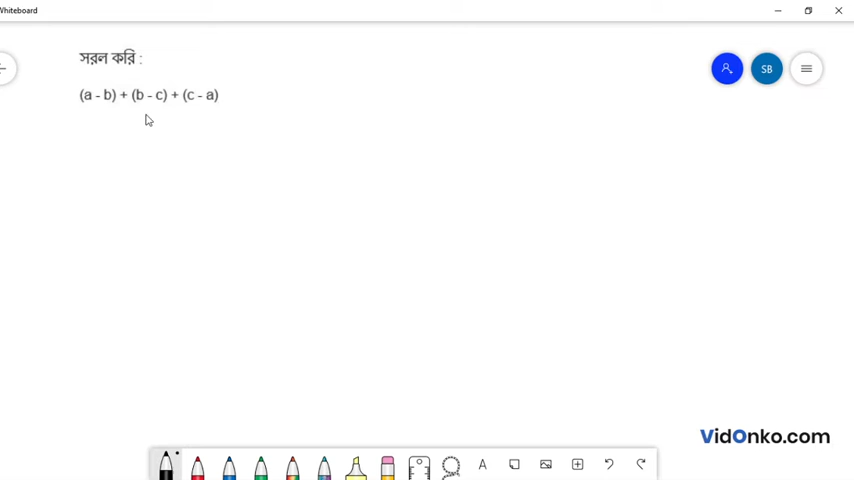 Whiteboard
সরল করি :
(a - b) + (b - c) + (c - a)
SB
A
VidOnko.com